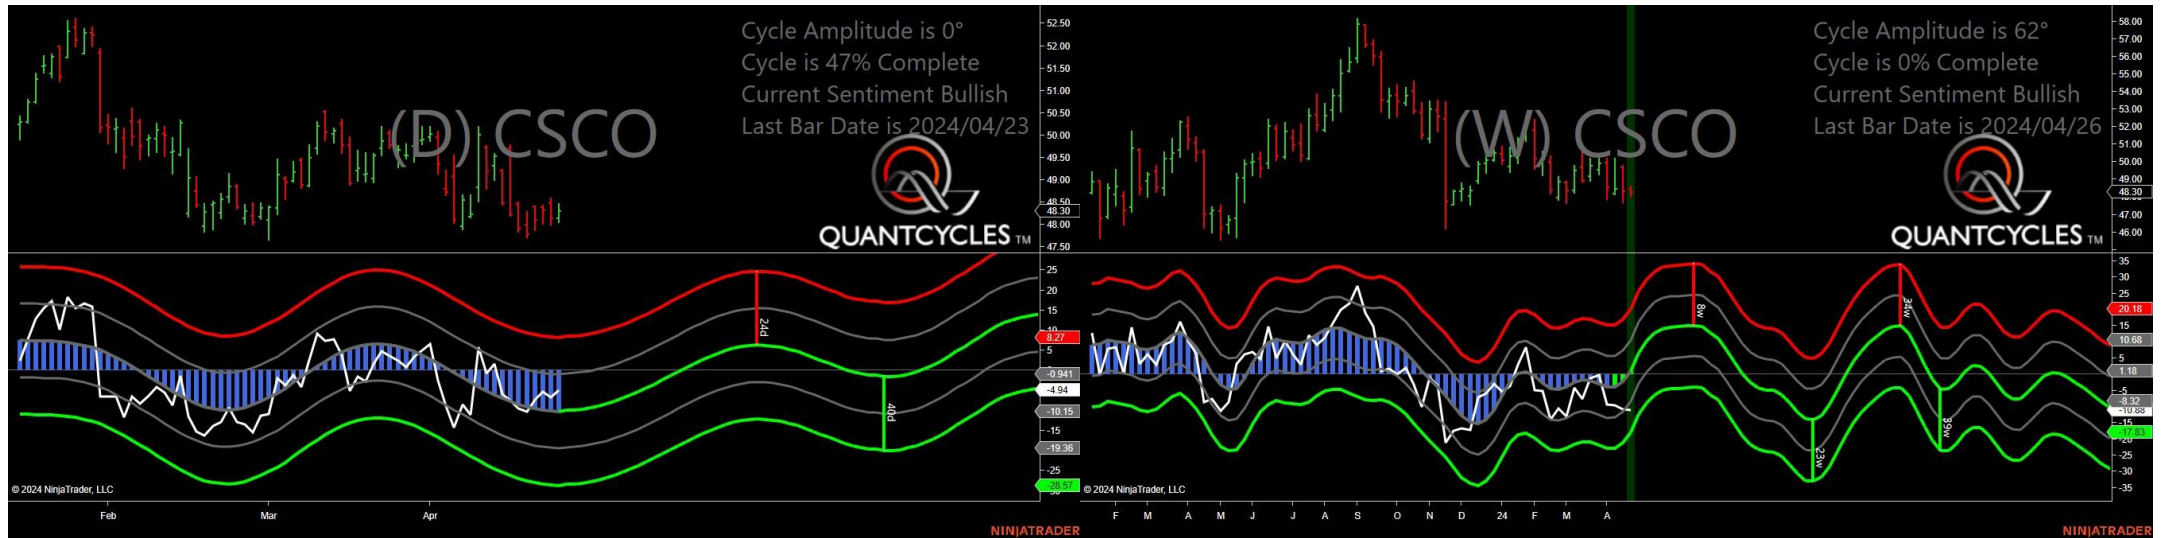 Cycle Amplitude is 0°
Cycle is 47% Complete
Current Sentiment Bullish
Last Bar Date is 2024/04/23
(D) CSCO
QUANTCYCLES TM
52.50
52.00
51.50
51.00
50.50
50.00
49.50
49.00
48.50
48.30
48.00
47.50
25
20
15
10
8.27
5
-0.941
-4.94
-10.15
-15
-19.36
-25
-28.57
24d
40d
© 2024 NinjaTrader, LLC
Feb Mar Apr
NINJATRADER
Cycle Amplitude is 62°
Cycle is 0% Complete
Current Sentiment Bullish
Last Bar Date is 2024/04/26
(W) CSCO
QUANTCYCLES TM
58.00
57.00
56.00
55.00
54.00
53.00
52.00
51.00
50.00
49.00
48.30
47.00
46.00
35
30
25
20.18
15
10.68
5
1.18
-5
-8.32
-10.88
-15
-17.83
-20
-25
-30
-35
8w
34w
23w
39w
© 2024 NinjaTrader, LLC
F M A M J J A S O N D 24 F M A
NINJATRADER